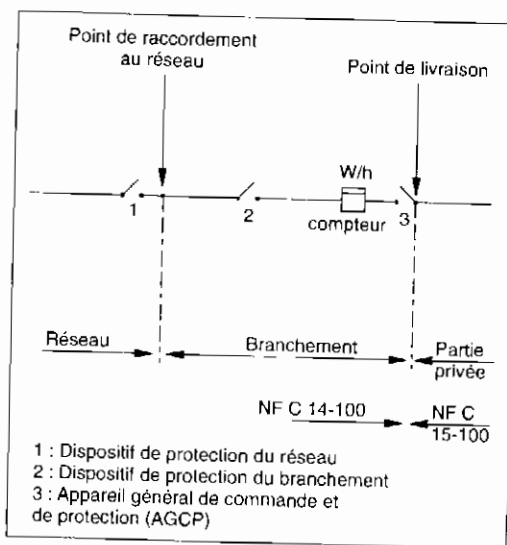 Point de raccordement
au réseau
Point de livraison
W/h
1
2
compteur
3
Réseau
Branchement
Partie
privée
NF C 14-100
NF C
15-100
1 : Dispositif de protection du réseau
2 : Dispositif de protection du branchement
3 : Appareil général de commande et
de protection (AGCP)